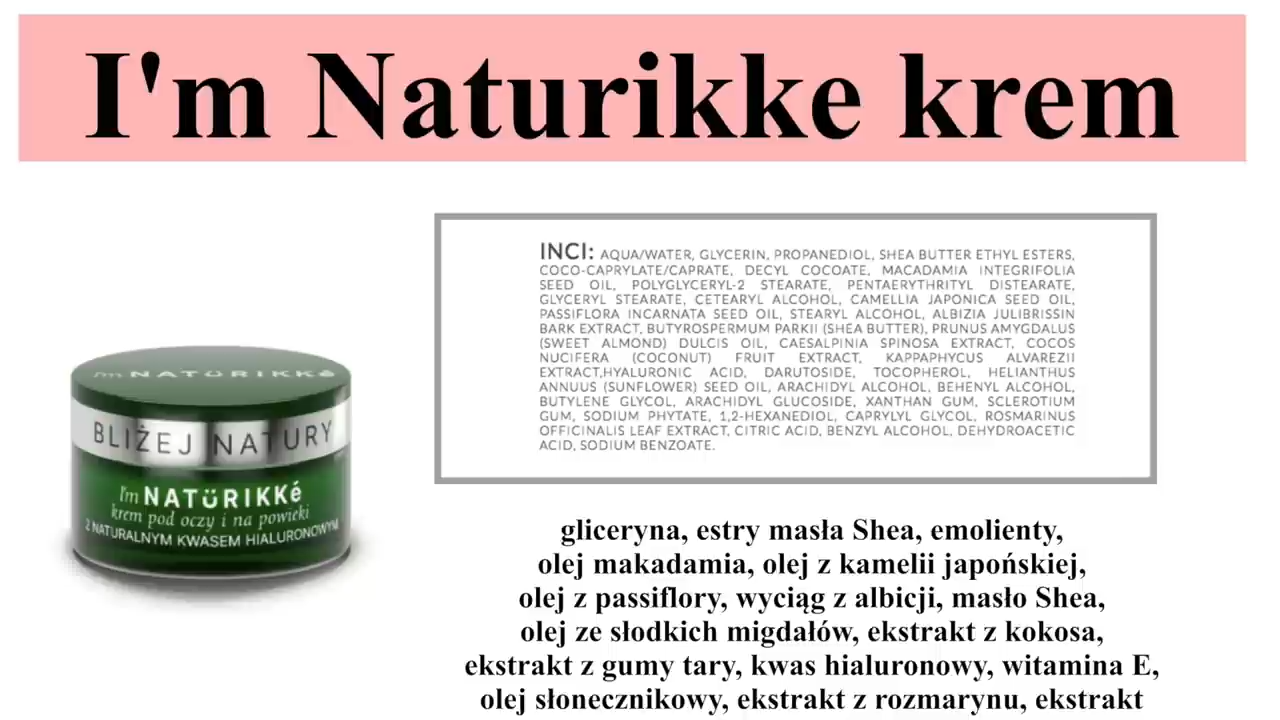 I'm Naturikke krem
INCI: AQUA/WATER, GLYCERIN, PROPANEDIOL, SHEA BUTTER ETHYL ESTERS,
COCO-CAPRYLATE/CAPRATE, DECYL COCOATE, MACADAMIA INTEGRIFOLIA
SEED OIL, POLYGLYCERYL-2 STEARATE, PENTAERYTHRITYL DISTEARATE,
GLYCERYL STEARATE, CETEARYL ALCOHOL, CAMELLIA JAPONICA SEED OIL,
PASSIFLORA INCARNATA SEED OIL, STEARYL ALCOHOL, ALBIZIA JULIBRISSIN
BARK EXTRACT, BUTYROSPERMUM PARKII (SHEA BUTTER), PRUNUS AMYGDALUS
(SWEET ALMOND) DULCIS OIL, CAESALPINIA SPINOSA EXTRACT, COCOS
NUCIFERA (COCONUT) FRUIT EXTRACT, KAPPAPHYCUS ALVAREZII
EXTRACT,HYALURONIC ACID, DARUTOSIDE, TOCOPHEROL, HELIANTHUS
ANNUUS (SUNFLOWER) SEED OIL, ARACHIDYL ALCOHOL, BEHENYL ALCOHOL,
BUTYLENE GLYCOL, ARACHIDYL GLUCOSIDE, XANTHAN GUM, SCLEROTIUM
GUM, SODIUM PHYTATE, 1,2-HEXANEDIOL, CAPRYLYL GLYCOL, ROSMARINUS
OFFICINALIS LEAF EXTRACT, CITRIC ACID, BENZYL ALCOHOL, DEHYDROACETIC
ACID, SODIUM BENZOATE.
I'm NATÜRIKKé
BLIŻEJ NATURY
I'm NATÜRIKKé
krem pod oczy i na powieki
Z NATURALNYM KWASEM HIALURONOWYM
gliceryna, estry masła Shea, emolienty,
olej makadamia, olej z kamelii japońskiej,
olej z passiflory, wyciąg z albicji, masło Shea,
olej ze słodkich migdałów, ekstrakt z kokosa,
ekstrakt z gumy tary, kwas hialuronowy, witamina E,
olej słonecznikowy, ekstrakt z rozmarynu, ekstrakt